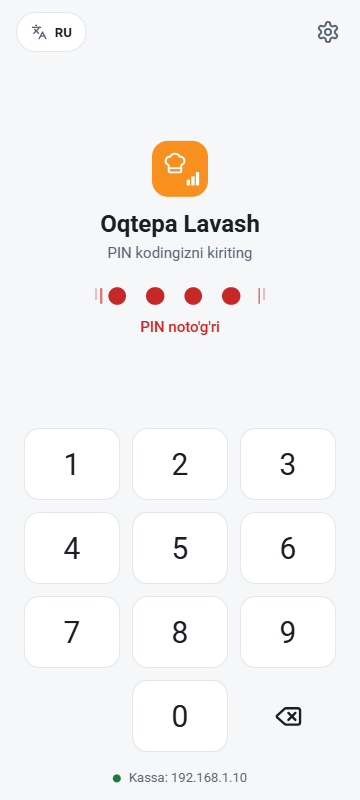 RU
Oqtepa Lavash
PIN kodingizni kiriting
PIN noto'g'ri
1 2 3
4 5 6
7 8 9
0
Kassa: 192.168.1.10